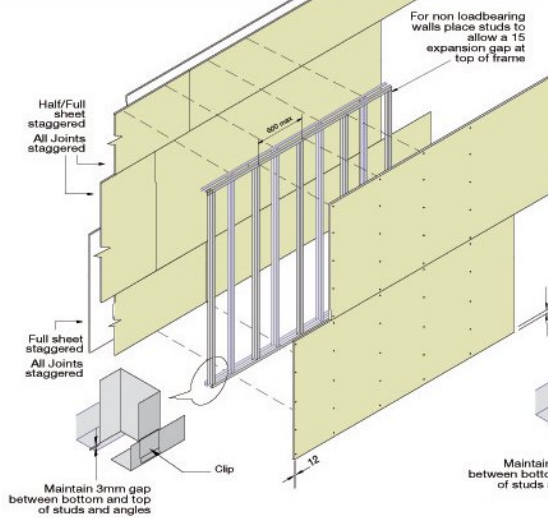 For non loadbearing
walls place studs to
allow a 15
expansion gap at
top of frame
Half/Full
sheet
staggered
All Joints
staggered
600 max
Full sheet
staggered
All Joints
staggered
Clip
12
Maintain 3mm gap
between bottom and top
of studs and angles
Maintain
between bottom
of studs